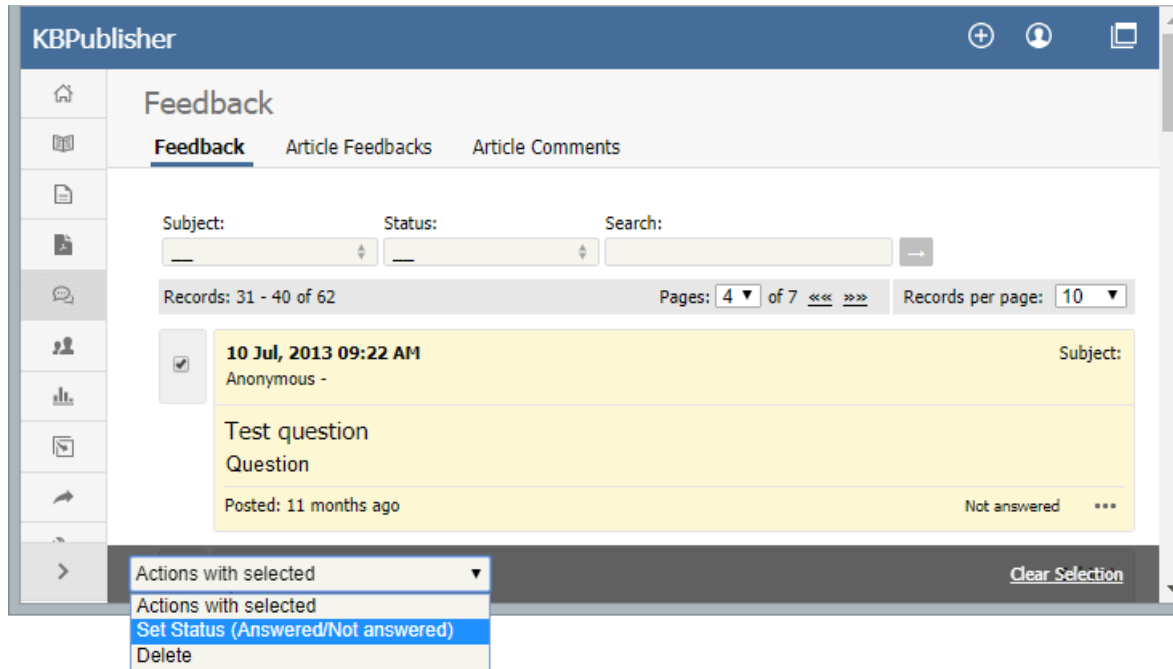 KBPublisher
Feedback
Feedback Article Feedbacks Article Comments
Subject: Status: Search:
__ __ →
Records: 31 - 40 of 62 Pages: 4 of 7 «« »» Records per page: 10
10 Jul, 2013 09:22 AM Subject:
Anonymous -
Test question
Question
Posted: 11 months ago Not answered •••
Actions with selected Clear Selection
Actions with selected
Set Status (Answered/Not answered)
Delete